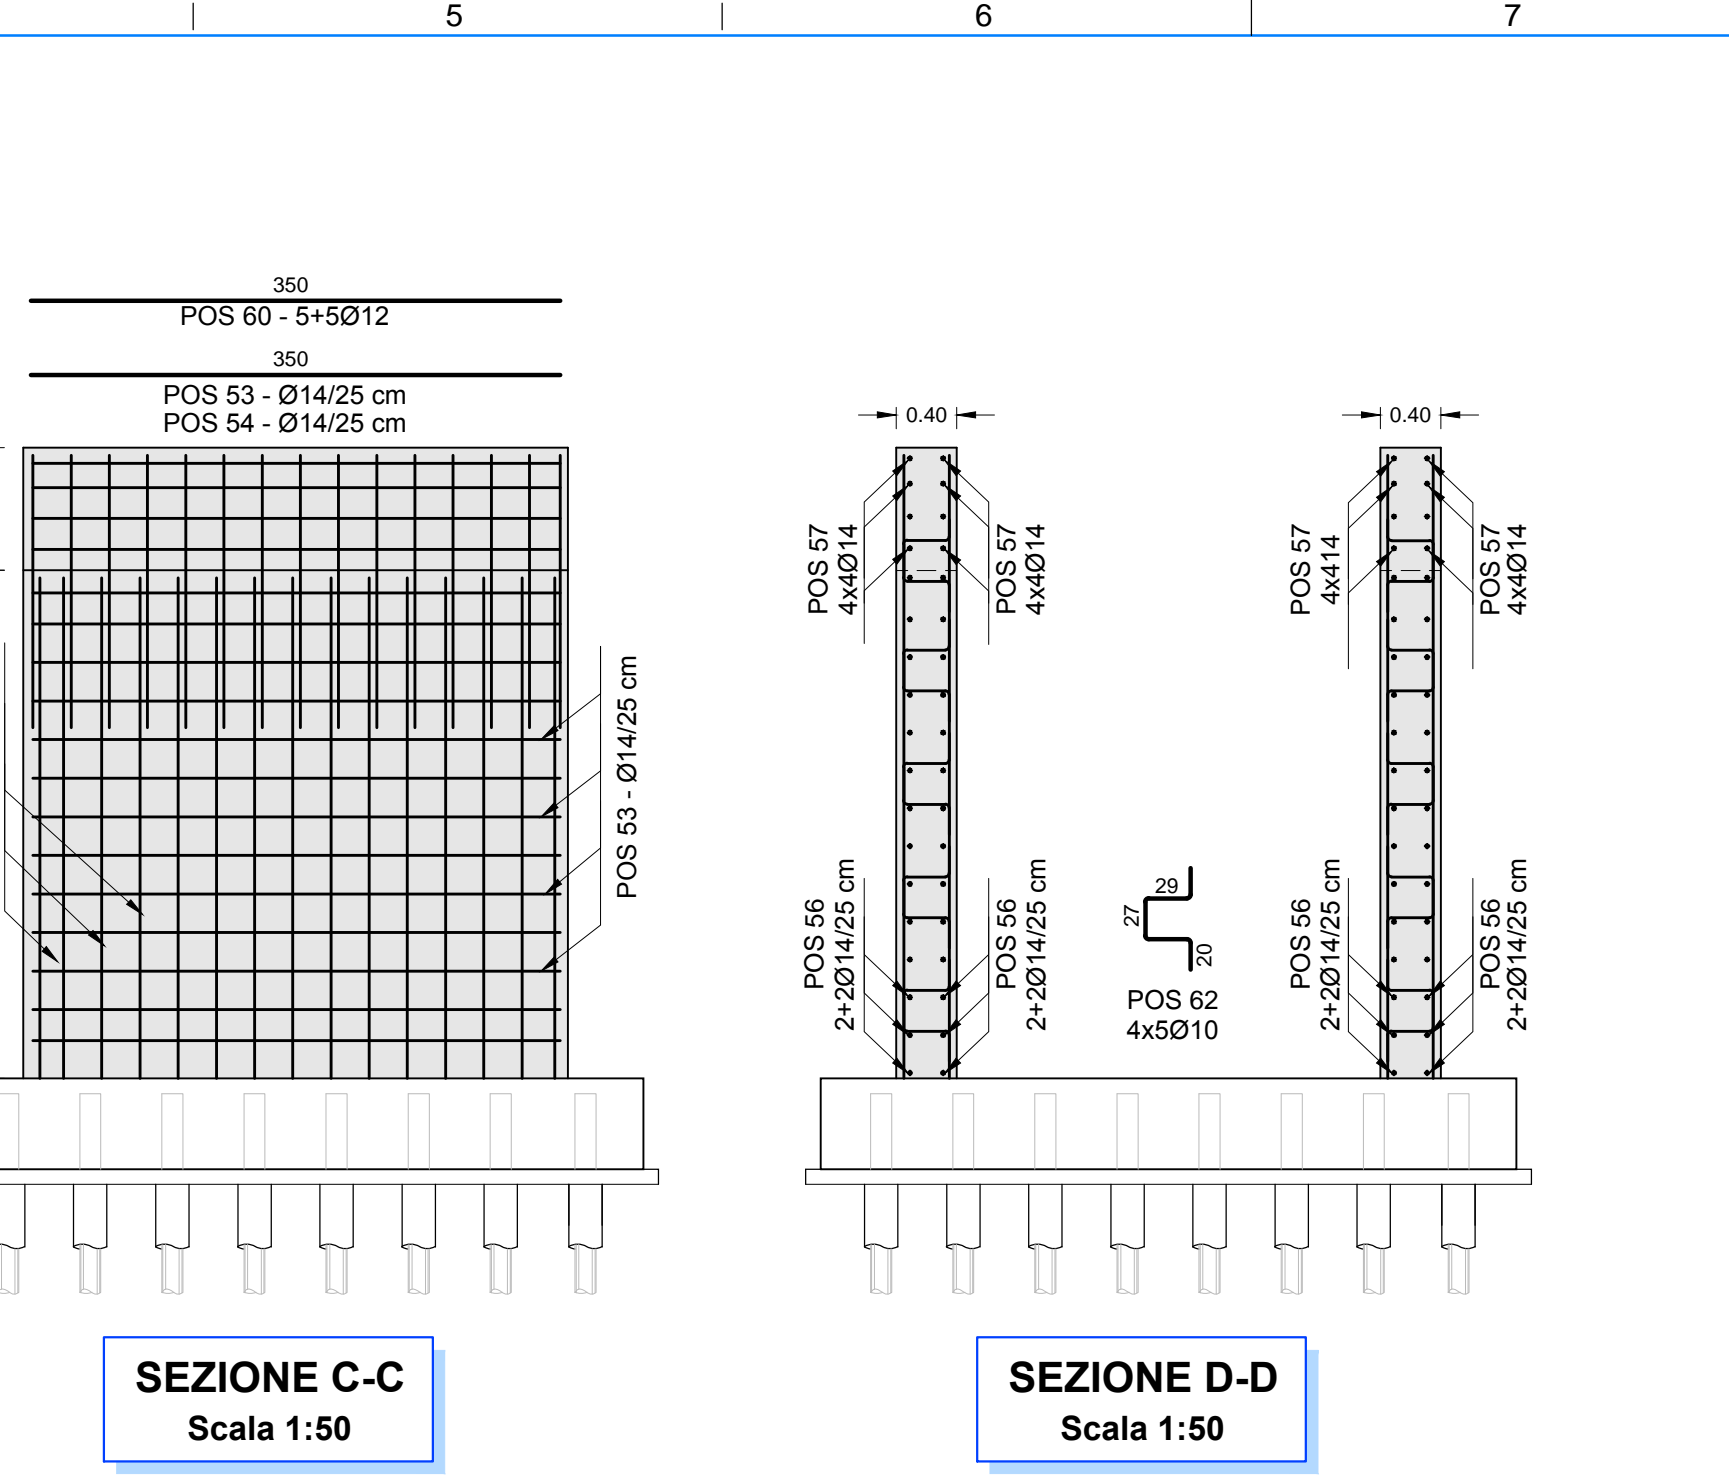 5
6
7
350
POS 60 - 5+5Ø12
350
POS 53 - Ø14/25 cm
POS 54 - Ø14/25 cm
POS 53 - Ø14/25 cm
0.40
0.40
POS 57
4x4Ø14
POS 57
4x4Ø14
POS 57
4x414
POS 57
4x4Ø14
POS 56
2+2Ø14/25 cm
POS 56
2+2Ø14/25 cm
29
27
20
POS 62
4x5Ø10
POS 56
2+2Ø14/25 cm
POS 56
2+2Ø14/25 cm
SEZIONE C-C
Scala 1:50
SEZIONE D-D
Scala 1:50